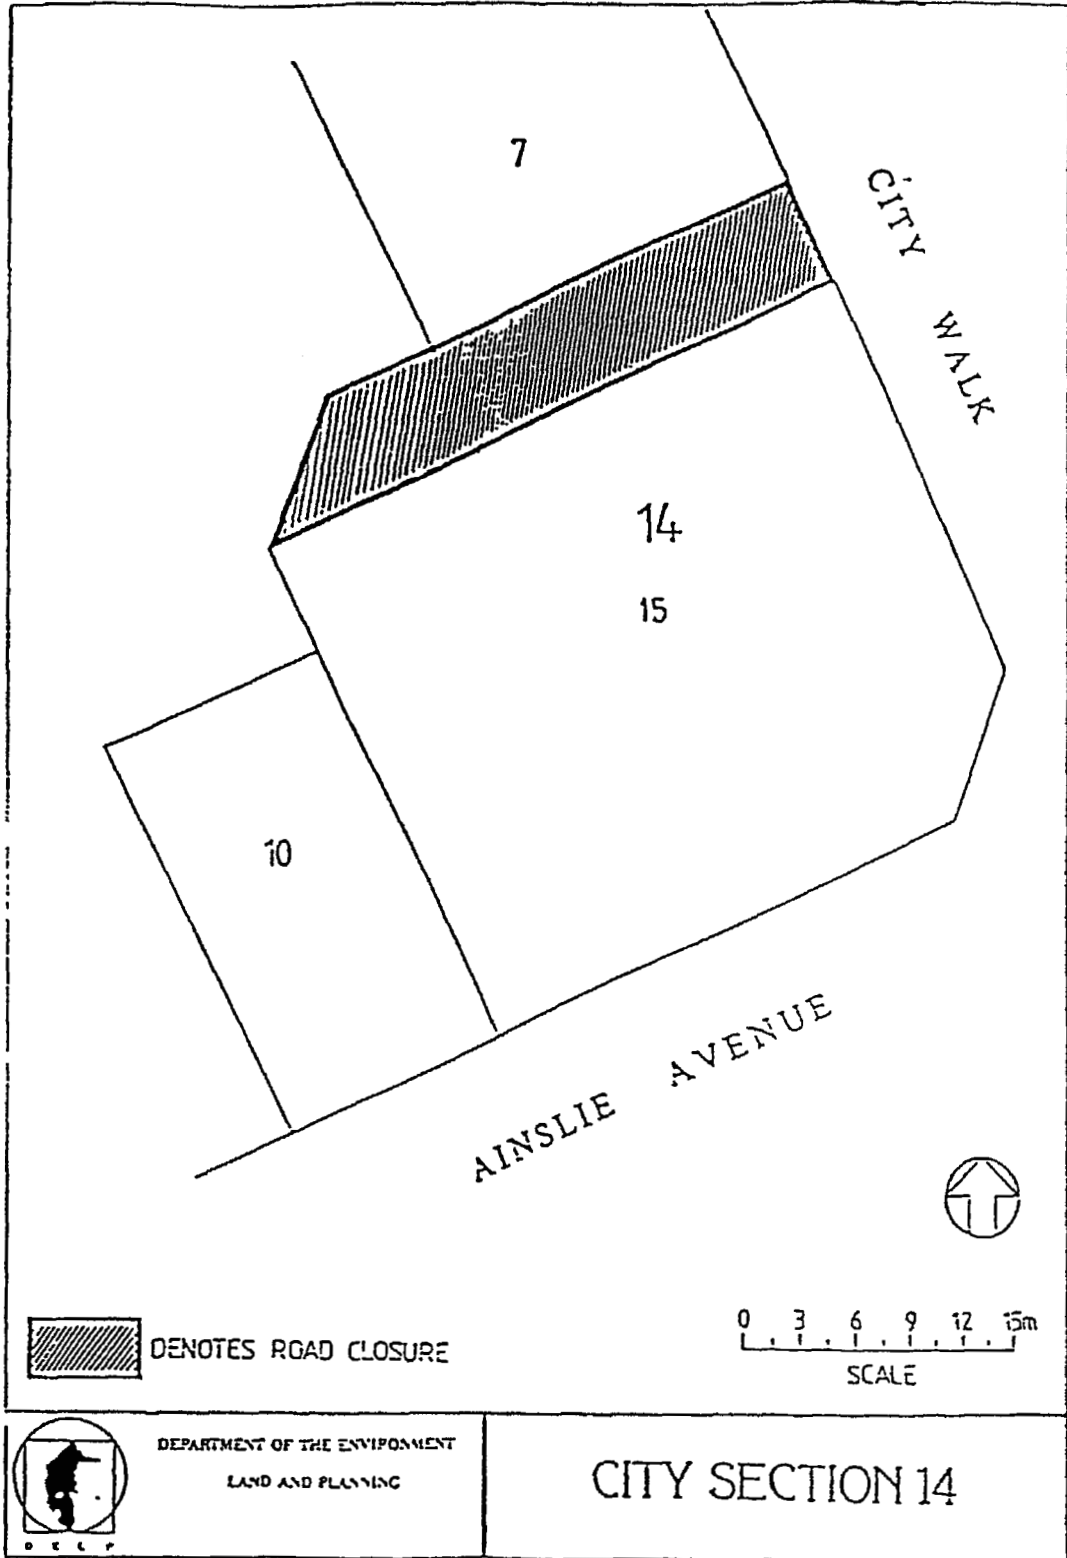 7
CITY WALK
14
15
10
AINSLIE AVENUE
DENOTES ROAD CLOSURE
0 3 6 9 12 15m
SCALE
DEPARTMENT OF THE ENVIRONMENT
LAND AND PLANNING
D E L P
CITY SECTION 14